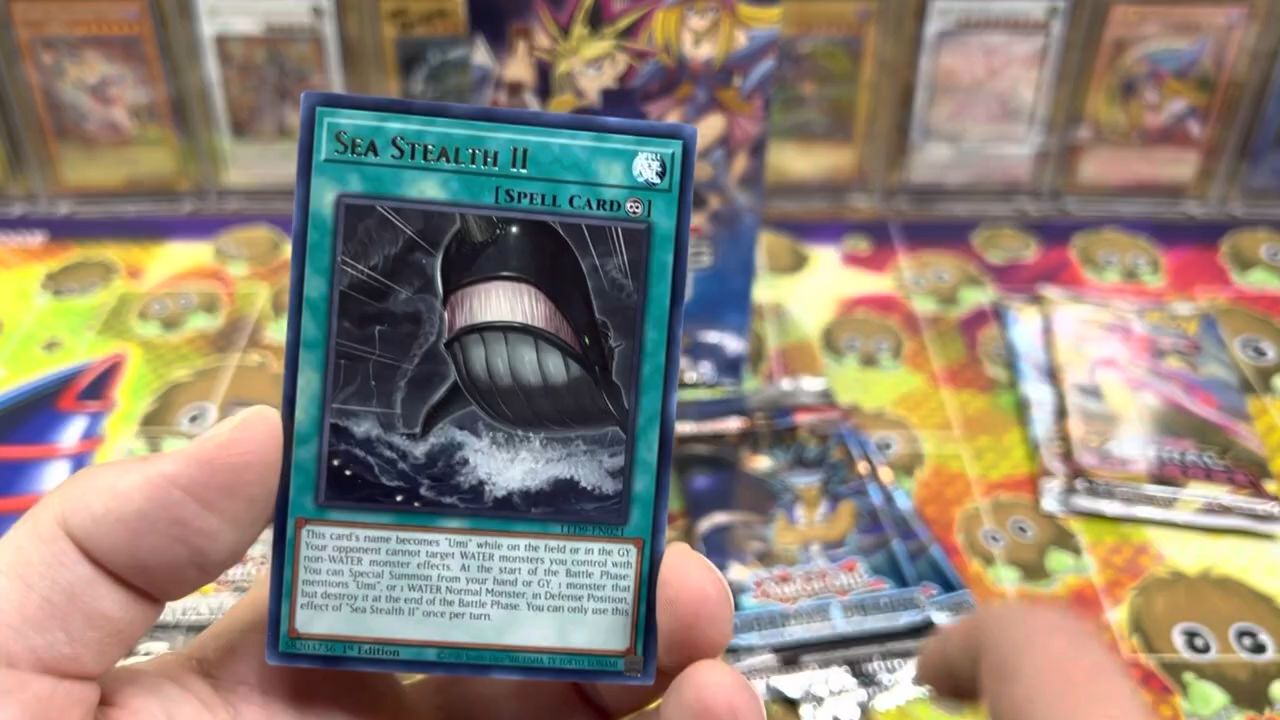 SEA STEALTH II
[SPELL CARD]
LED9-EN021
This card's name becomes "Umi" while on the field or in the GY.
Your opponent cannot target WATER monsters you control with
non-WATER monster effects. At the start of the Battle Phase:
You can Special Summon from your hand or GY, 1 monster that
mentions "Umi", or 1 WATER Normal Monster, in Defense Position,
but destroy it at the end of the Battle Phase. You can only use this
effect of "Sea Stealth II" once per turn.
58203736 1st Edition